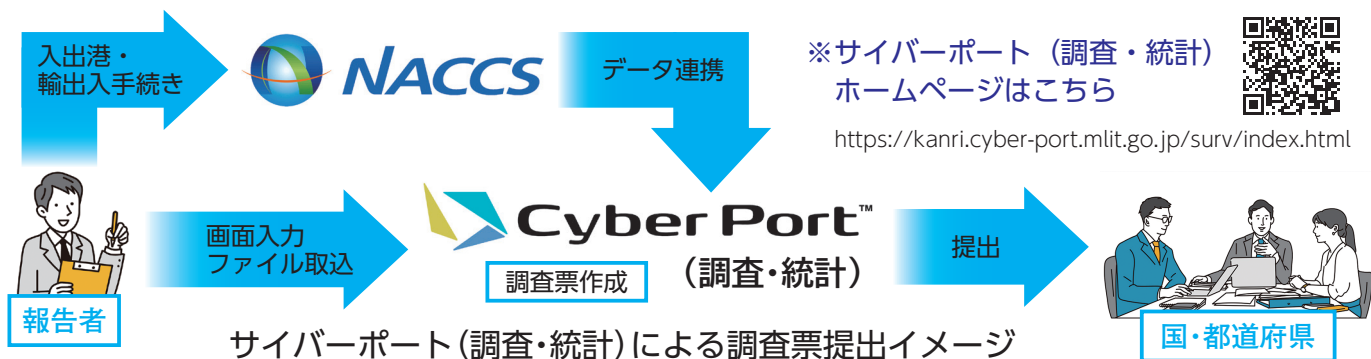 入出港・
輸出入手続き
NACCS
データ連携
※サイバーポート（調査・統計）
ホームページはこちら
https://kanri.cyber-port.mlit.go.jp/surv/index.html
画面入力
ファイル取込
Cyber Port™
調査票作成
（調査・統計）
提出
報告者
国・都道府県
サイバーポート（調査・統計）による調査票提出イメージ